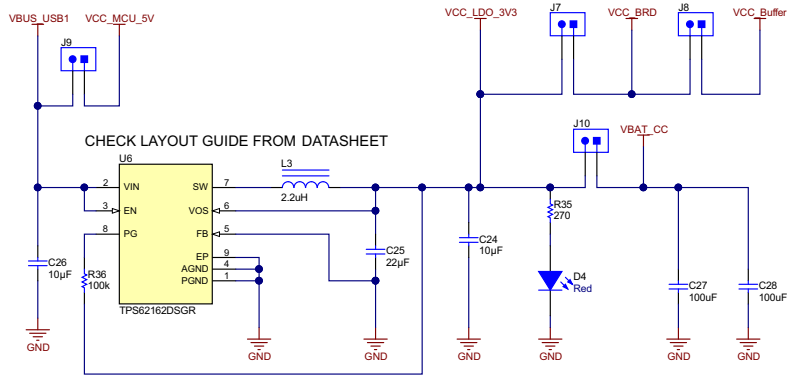 VBUS_USB1 VCC_MCU_5V VCC_LDO_3V3 J7 VCC_BRD J8 VCC_Buffer
J9
J10 VBAT_CC
CHECK LAYOUT GUIDE FROM DATASHEET
U6
L3
2.2uH
2 VIN SW 7
3 EN VOS 6
8 PG FB 5
EP 9
AGND 4
PGND 1
TPS62162DSGR
C26
10µF
R36
100k
C25
22µF
C24
10µF
R35
270
D4
Red
C27
100uF
C28
100uF
GND GND GND GND GND GND GND